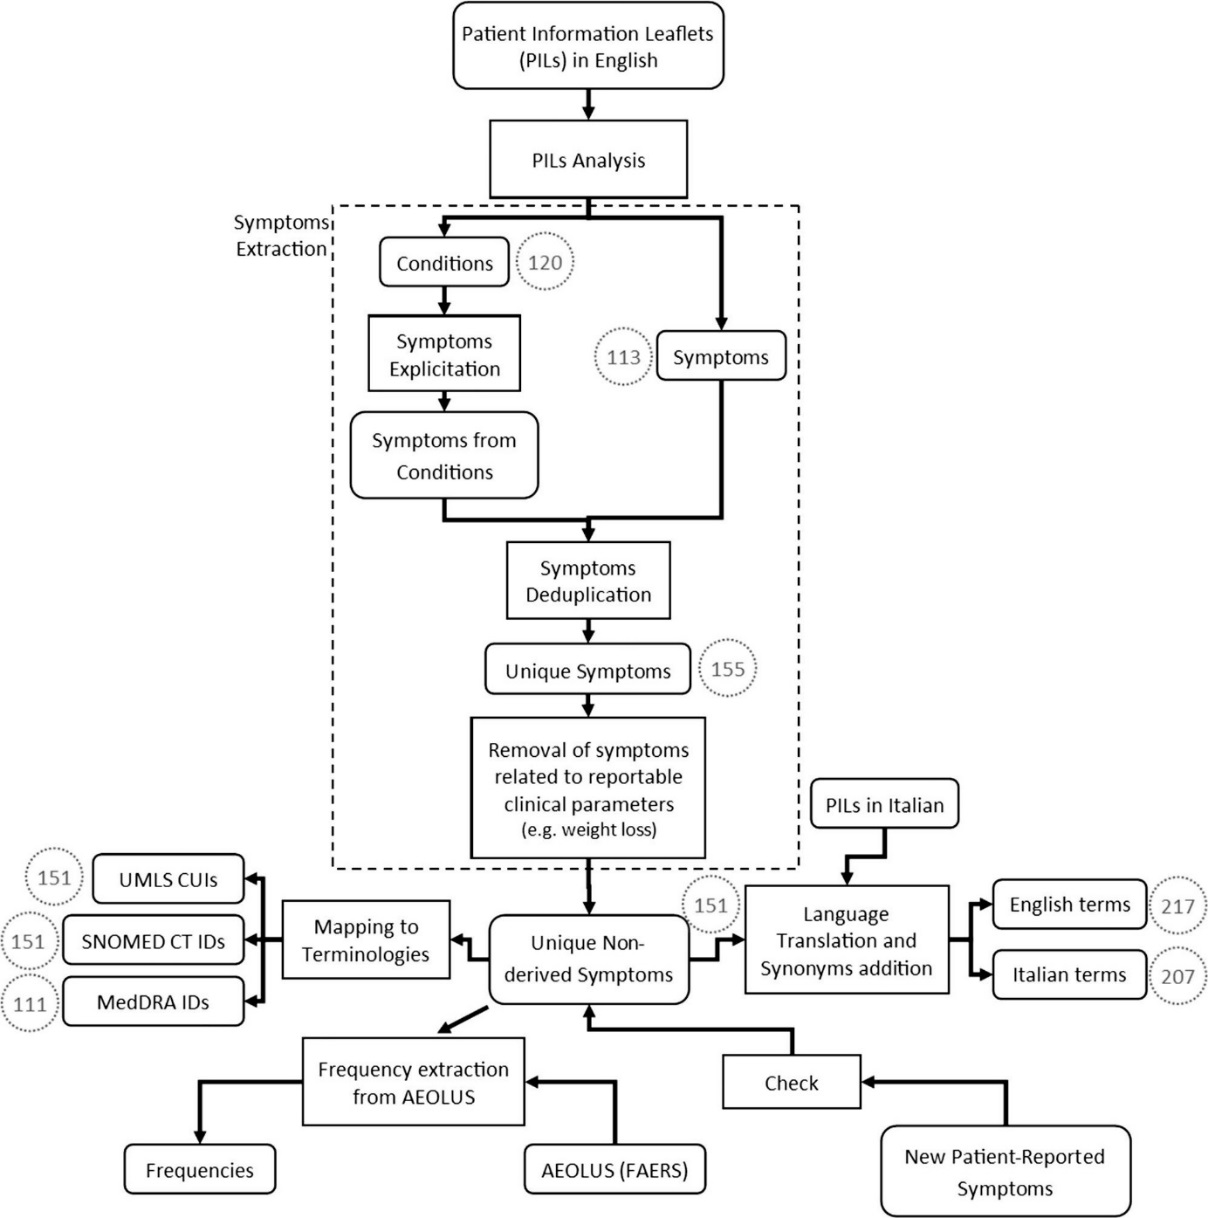 Patient Information Leaflets
(PILs) in English
PILs Analysis
Symptoms
Extraction
Conditions
120
Symptoms
Explicitation
113
Symptoms
Symptoms from
Conditions
Symptoms
Deduplication
Unique Symptoms
155
Removal of symptoms
related to reportable
clinical parameters
(e.g. weight loss)
PILs in Italian
151
UMLS CUIs
151
SNOMED CT IDs
111
MedDRA IDs
Mapping to
Terminologies
Unique Non-
derived Symptoms
151
Language
Translation and
Synonyms addition
English terms
217
Italian terms
207
Frequency extraction
from AEOLUS
Check
Frequencies
AEOLUS (FAERS)
New Patient-Reported
Symptoms